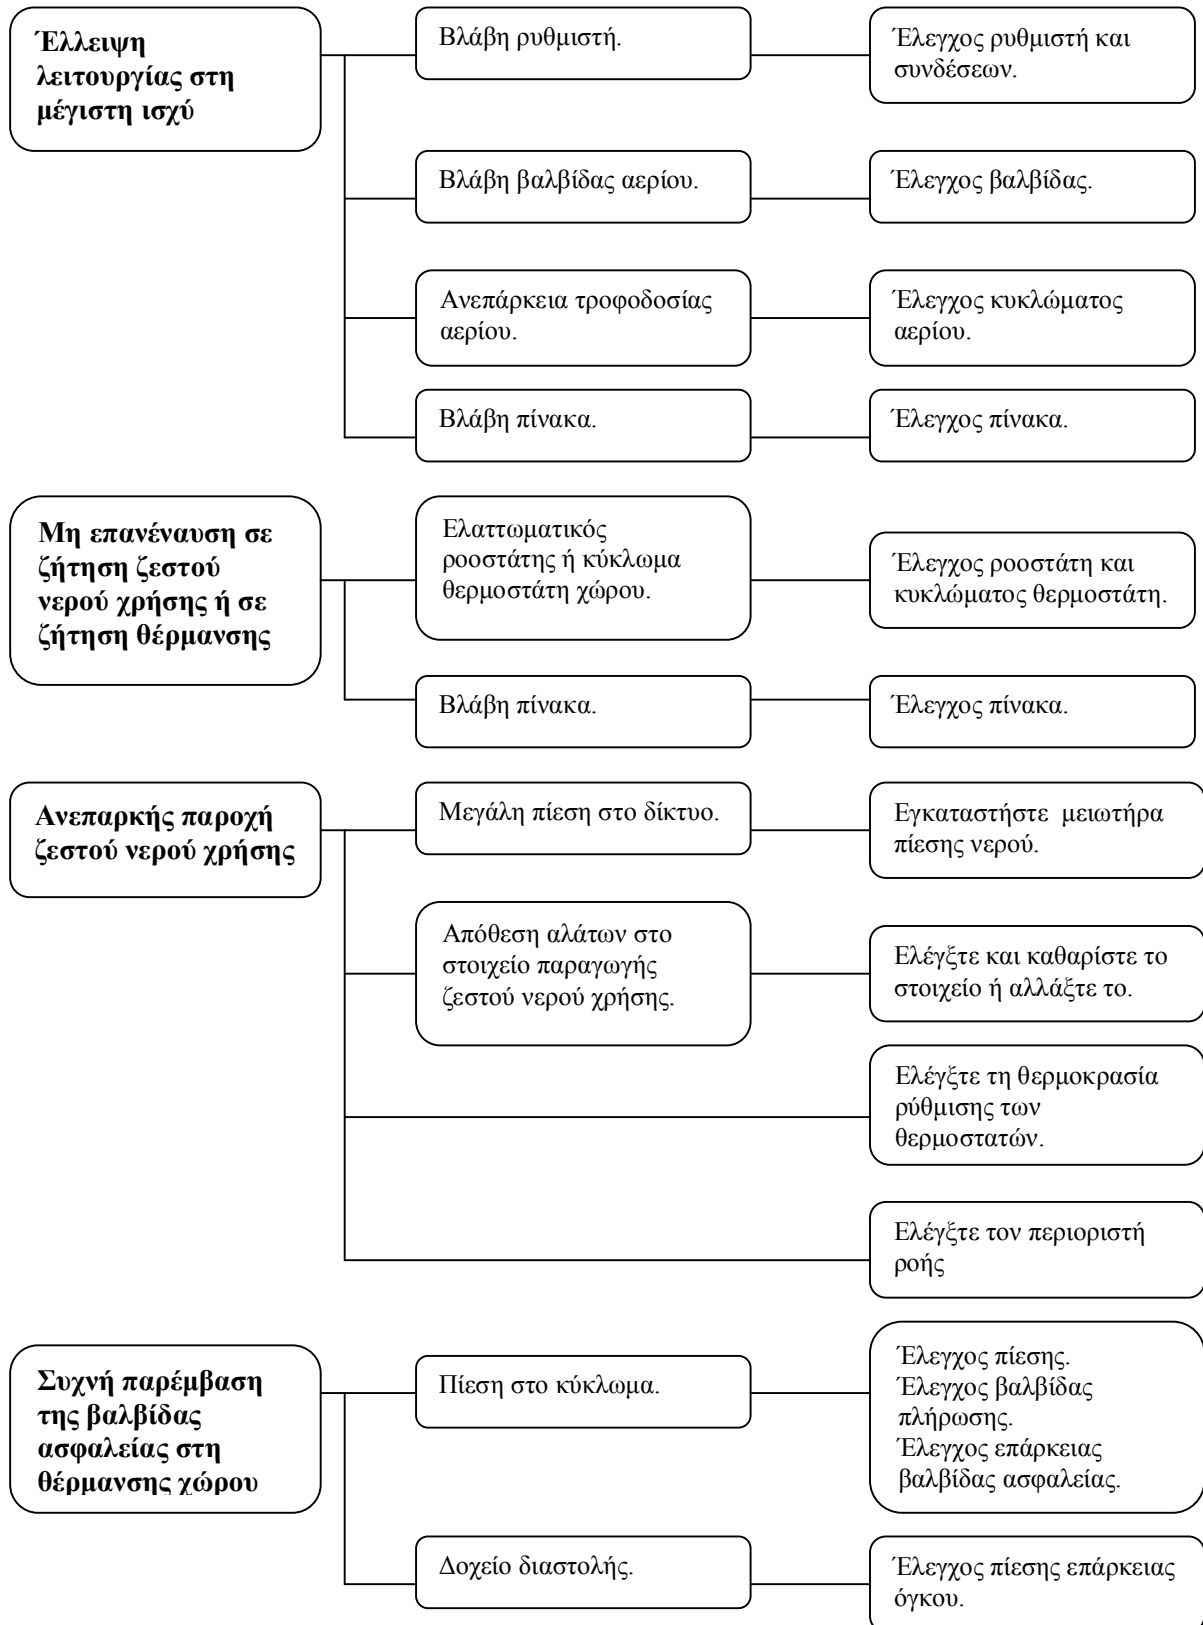 Έλλειψη
λειτουργίας στη
μέγιστη ισχύ
Βλάβη ρυθμιστή.
Έλεγχος ρυθμιστή και
συνδέσεων.
Βλάβη βαλβίδας αερίου.
Έλεγχος βαλβίδας.
Ανεπάρκεια τροφοδοσίας
αερίου.
Έλεγχος κυκλώματος
αερίου.
Βλάβη πίνακα.
Έλεγχος πίνακα.
Μη επανέναυση σε
ζήτηση ζεστού
νερού χρήσης ή σε
ζήτηση θέρμανσης
Ελαττωματικός
ροοστάτης ή κύκλωμα
θερμοστάτη χώρου.
Έλεγχος ροοστάτη και
κυκλώματος θερμοστάτη.
Βλάβη πίνακα.
Έλεγχος πίνακα.
Ανεπαρκής παροχή
ζεστού νερού χρήσης
Μεγάλη πίεση στο δίκτυο.
Εγκαταστήστε μειωτήρα
πίεσης νερού.
Απόθεση αλάτων στο
στοιχείο παραγωγής
ζεστού νερού χρήσης.
Ελέγξτε και καθαρίστε το
στοιχείο ή αλλάξτε το.
Ελέγξτε τη θερμοκρασία
ρύθμισης των
θερμοστατών.
Ελέγξτε τον περιοριστή
ροής
Συχνή παρέμβαση
της βαλβίδας
ασφαλείας στη
θέρμανσης χώρου
Πίεση στο κύκλωμα.
Έλεγχος πίεσης.
Έλεγχος βαλβίδας
πλήρωσης.
Έλεγχος επάρκειας
βαλβίδας ασφαλείας.
Δοχείο διαστολής.
Έλεγχος πίεσης επάρκειας
όγκου.